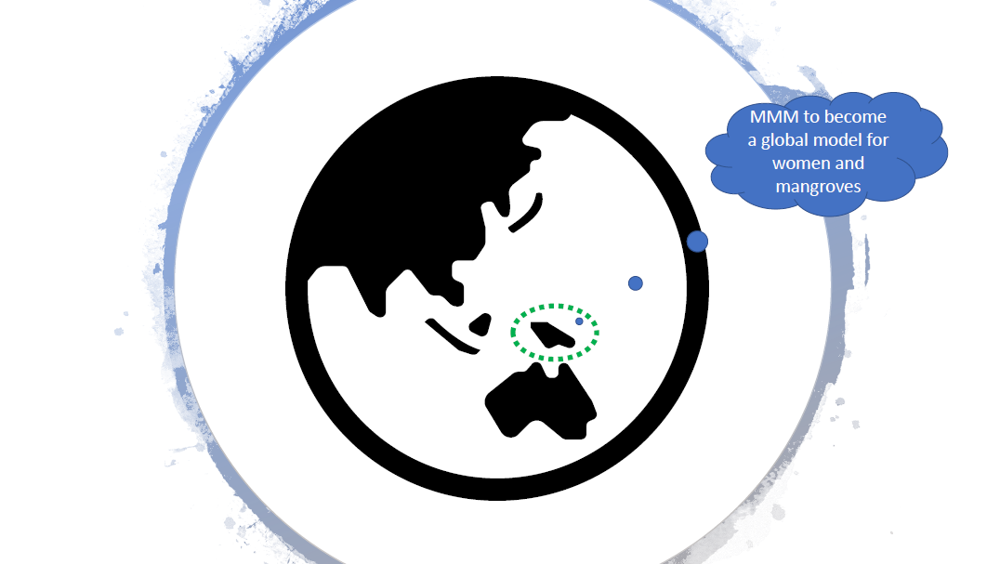 MMM to become
a global model for
women and
mangroves